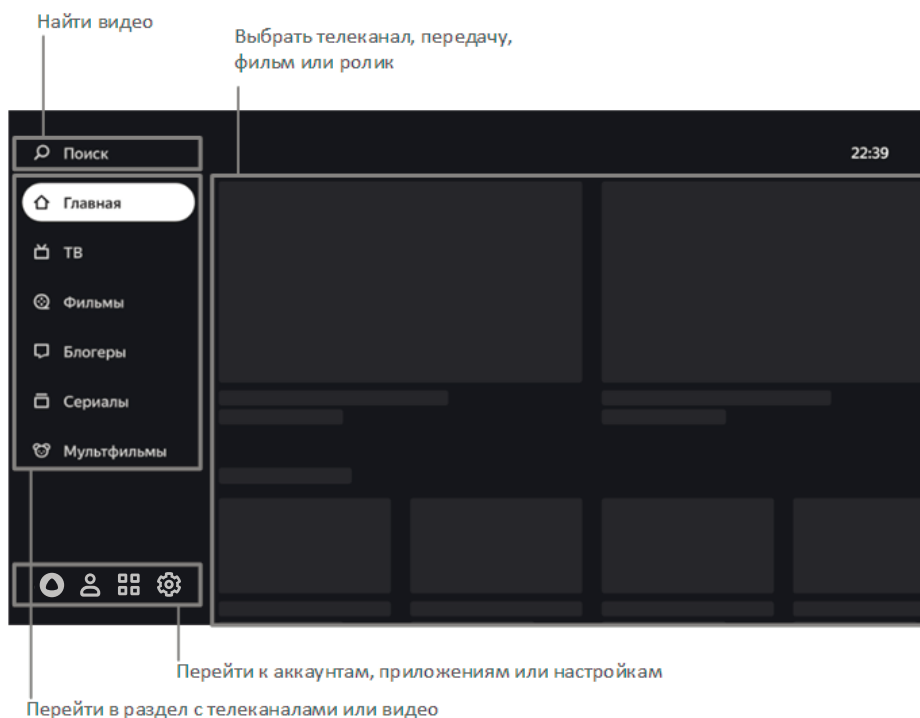 Найти видео
Выбрать телеканал, передачу,
фильм или ролик
Поиск
22:39
Главная
ТВ
Фильмы
Блогеры
Сериалы
Мультфильмы
Перейти к аккаунтам, приложениям или настройкам
Перейти в раздел с телеканалами или видео